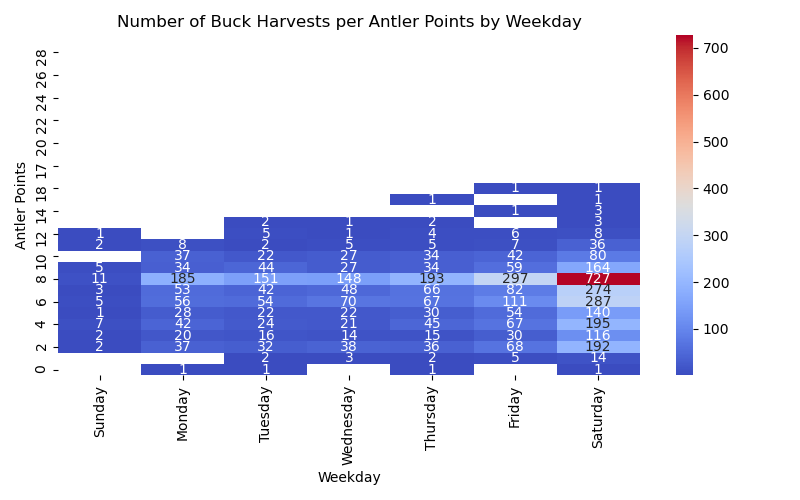 Number of Buck Harvests per Antler Points by Weekday
Antler Points
28
26
24
22
20
17
18
1 1
1 1
14
1 3
2 1 2 3
12
1 5 1 4 6 8
2 8 2 5 5 7 36
10
37 22 27 34 42 80
5 34 44 27 34 59 164
8
11 185 151 148 193 297 727
3 53 42 48 66 82 274
6
5 56 54 70 67 111 287
1 28 22 22 30 54 140
4
7 42 24 21 45 67 195
2 20 16 14 15 30 116
2
2 37 32 38 36 68 192
2 3 2 5 14
0
1 1 1 1
Sunday
Monday
Tuesday
Wednesday
Thursday
Friday
Saturday
Weekday
700
600
500
400
300
200
100